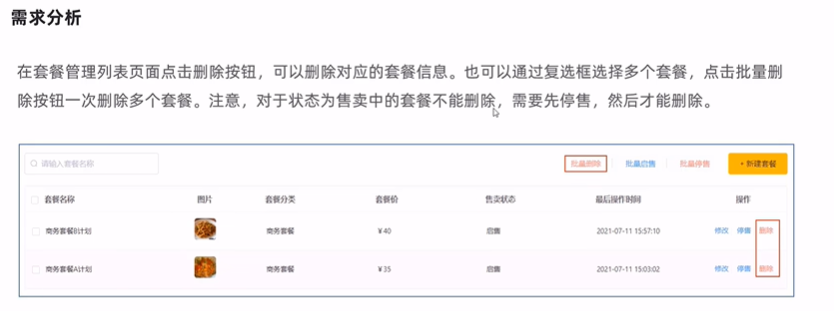 需求分析
在套餐管理列表页面点击删除按钮，可以删除对应的套餐信息。也可以通过复选框选择多个套餐，点击批量删
除按钮一次删除多个套餐。注意，对于状态为售卖中的套餐不能删除，需要先停售，然后才能删除。
请输入套餐名称 批量删除 批量启售 批量停售 + 新建套餐
套餐名称 图片 套餐分类 套餐价 售卖状态 最后操作时间 操作
商务套餐B计划 商务套餐 ￥40 启售 2021-07-11 15:57:10 修改 停售 删除
商务套餐A计划 商务套餐 ￥35 启售 2021-07-11 15:03:02 修改 停售 删除